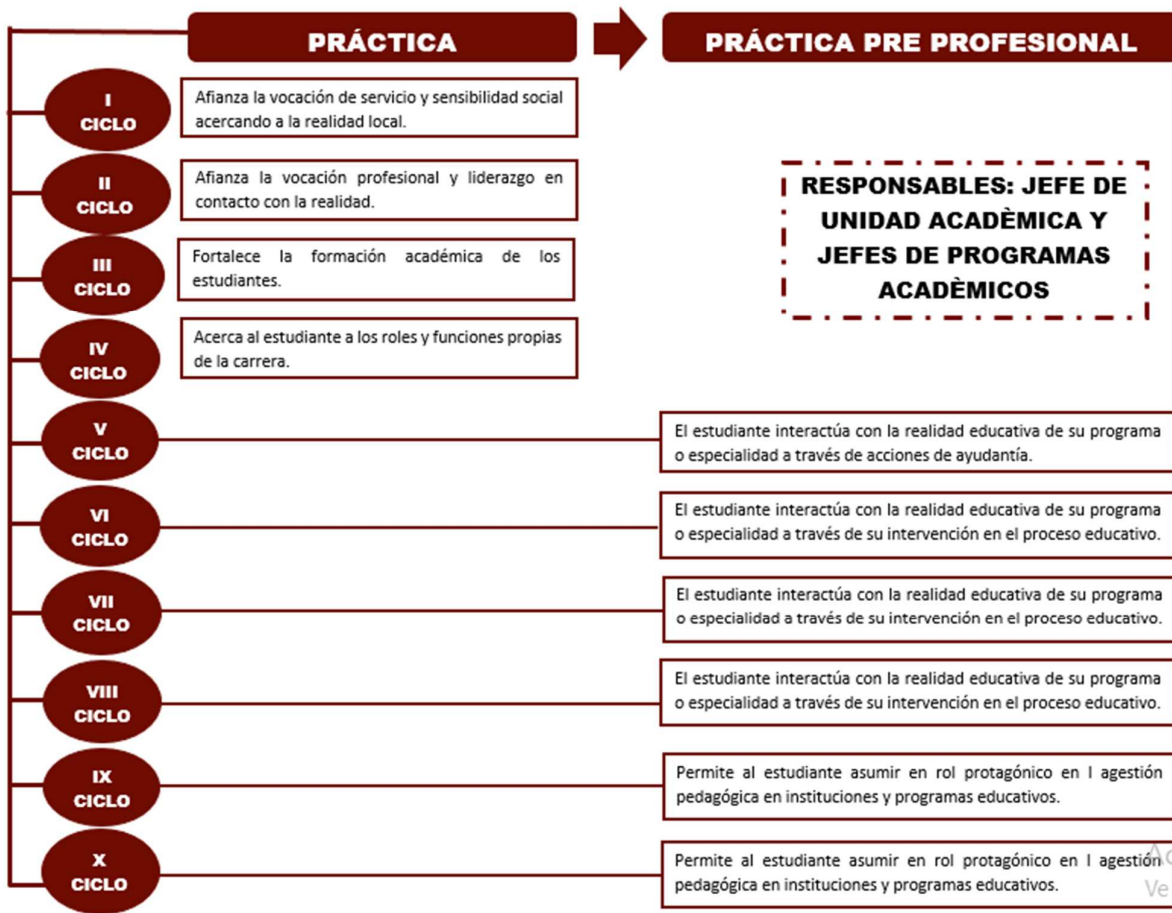 PRÁCTICA
PRÁCTICA PRE PROFESIONAL
I
CICLO
Afianza la vocación de servicio y sensibilidad social
acercando a la realidad local.
II
CICLO
Afianza la vocación profesional y liderazgo en
contacto con la realidad.
RESPONSABLES: JEFE DE
UNIDAD ACADÈMICA Y
JEFES DE PROGRAMAS
ACADÈMICOS
III
CICLO
Fortalece la formación académica de los
estudiantes.
IV
CICLO
Acerca al estudiante a los roles y funciones propias
de la carrera.
V
CICLO
El estudiante interactúa con la realidad educativa de su programa
o especialidad a través de acciones de ayudantía.
VI
CICLO
El estudiante interactúa con la realidad educativa de su programa
o especialidad a través de su intervención en el proceso educativo.
VII
CICLO
El estudiante interactúa con la realidad educativa de su programa
o especialidad a través de su intervención en el proceso educativo.
VIII
CICLO
El estudiante interactúa con la realidad educativa de su programa
o especialidad a través de su intervención en el proceso educativo.
IX
CICLO
Permite al estudiante asumir en rol protagónico en l agestión
pedagógica en instituciones y programas educativos.
X
CICLO
Permite al estudiante asumir en rol protagónico en l agestión
pedagógica en instituciones y programas educativos.